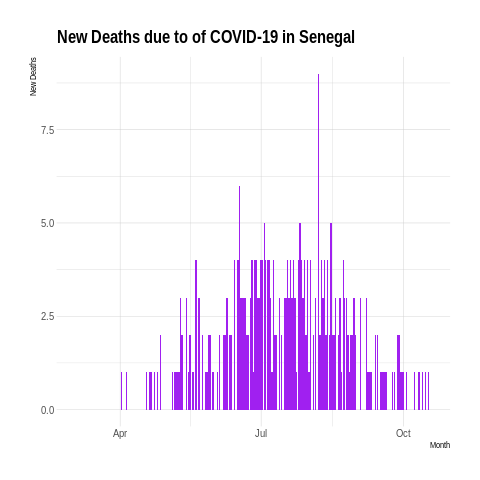 New Deaths due to of COVID-19 in Senegal
New Deaths
7.5
5.0
2.5
0.0
Apr
Jul
Oct
Month